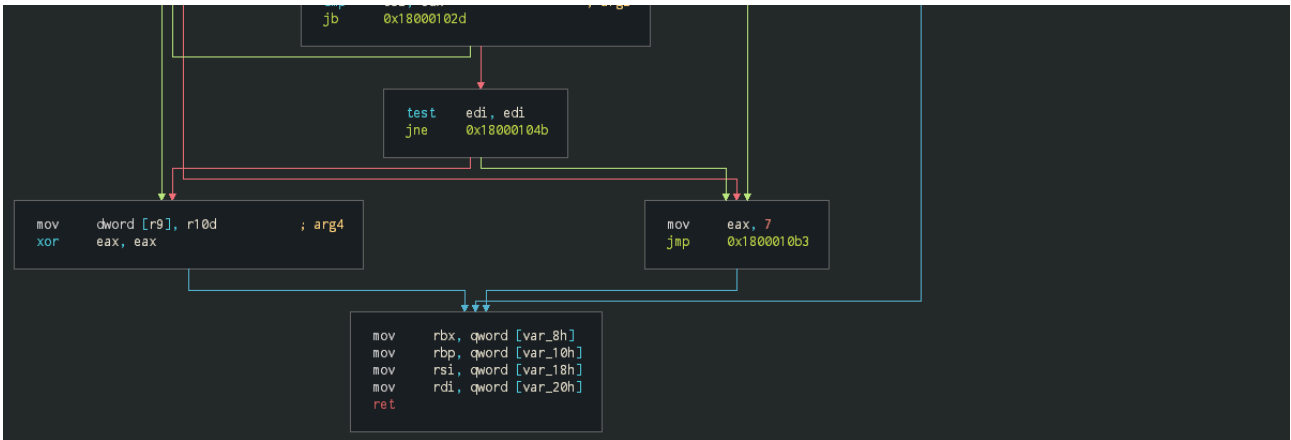 jb 0x18000102d
test edi, edi
jne 0x18000104b
mov dword [r9], r10d ; arg4
xor eax, eax
mov eax, 7
jmp 0x1800010b3
mov rbx, qword [var_8h]
mov rbp, qword [var_10h]
mov rsi, qword [var_18h]
mov rdi, qword [var_20h]
ret